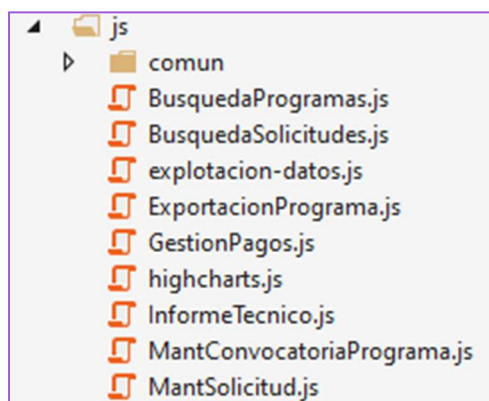 js
comun
BusquedaProgramas.js
BusquedaSolicitudes.js
explotacion-datos.js
ExportacionPrograma.js
GestionPagos.js
highcharts.js
InformeTecnico.js
MantConvocatoriaPrograma.js
MantSolicitud.js